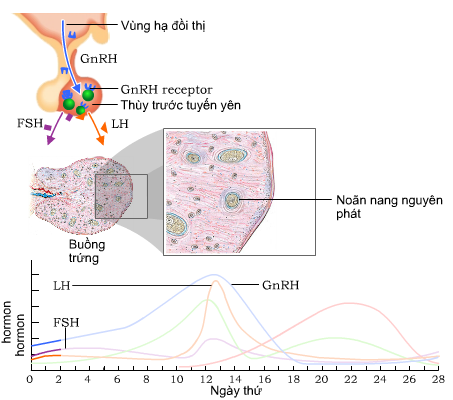 Vùng hạ đồi thị
GnRH
GnRH receptor
Thùy trước tuyến yên
FSH
LH
Noãn nang nguyên
phát
Buồng
trứng
LH
GnRH
FSH
hormon
hormon
0 2 4 6 8 10 12 14 16 18 20 22 24 26 28
Ngày thứ